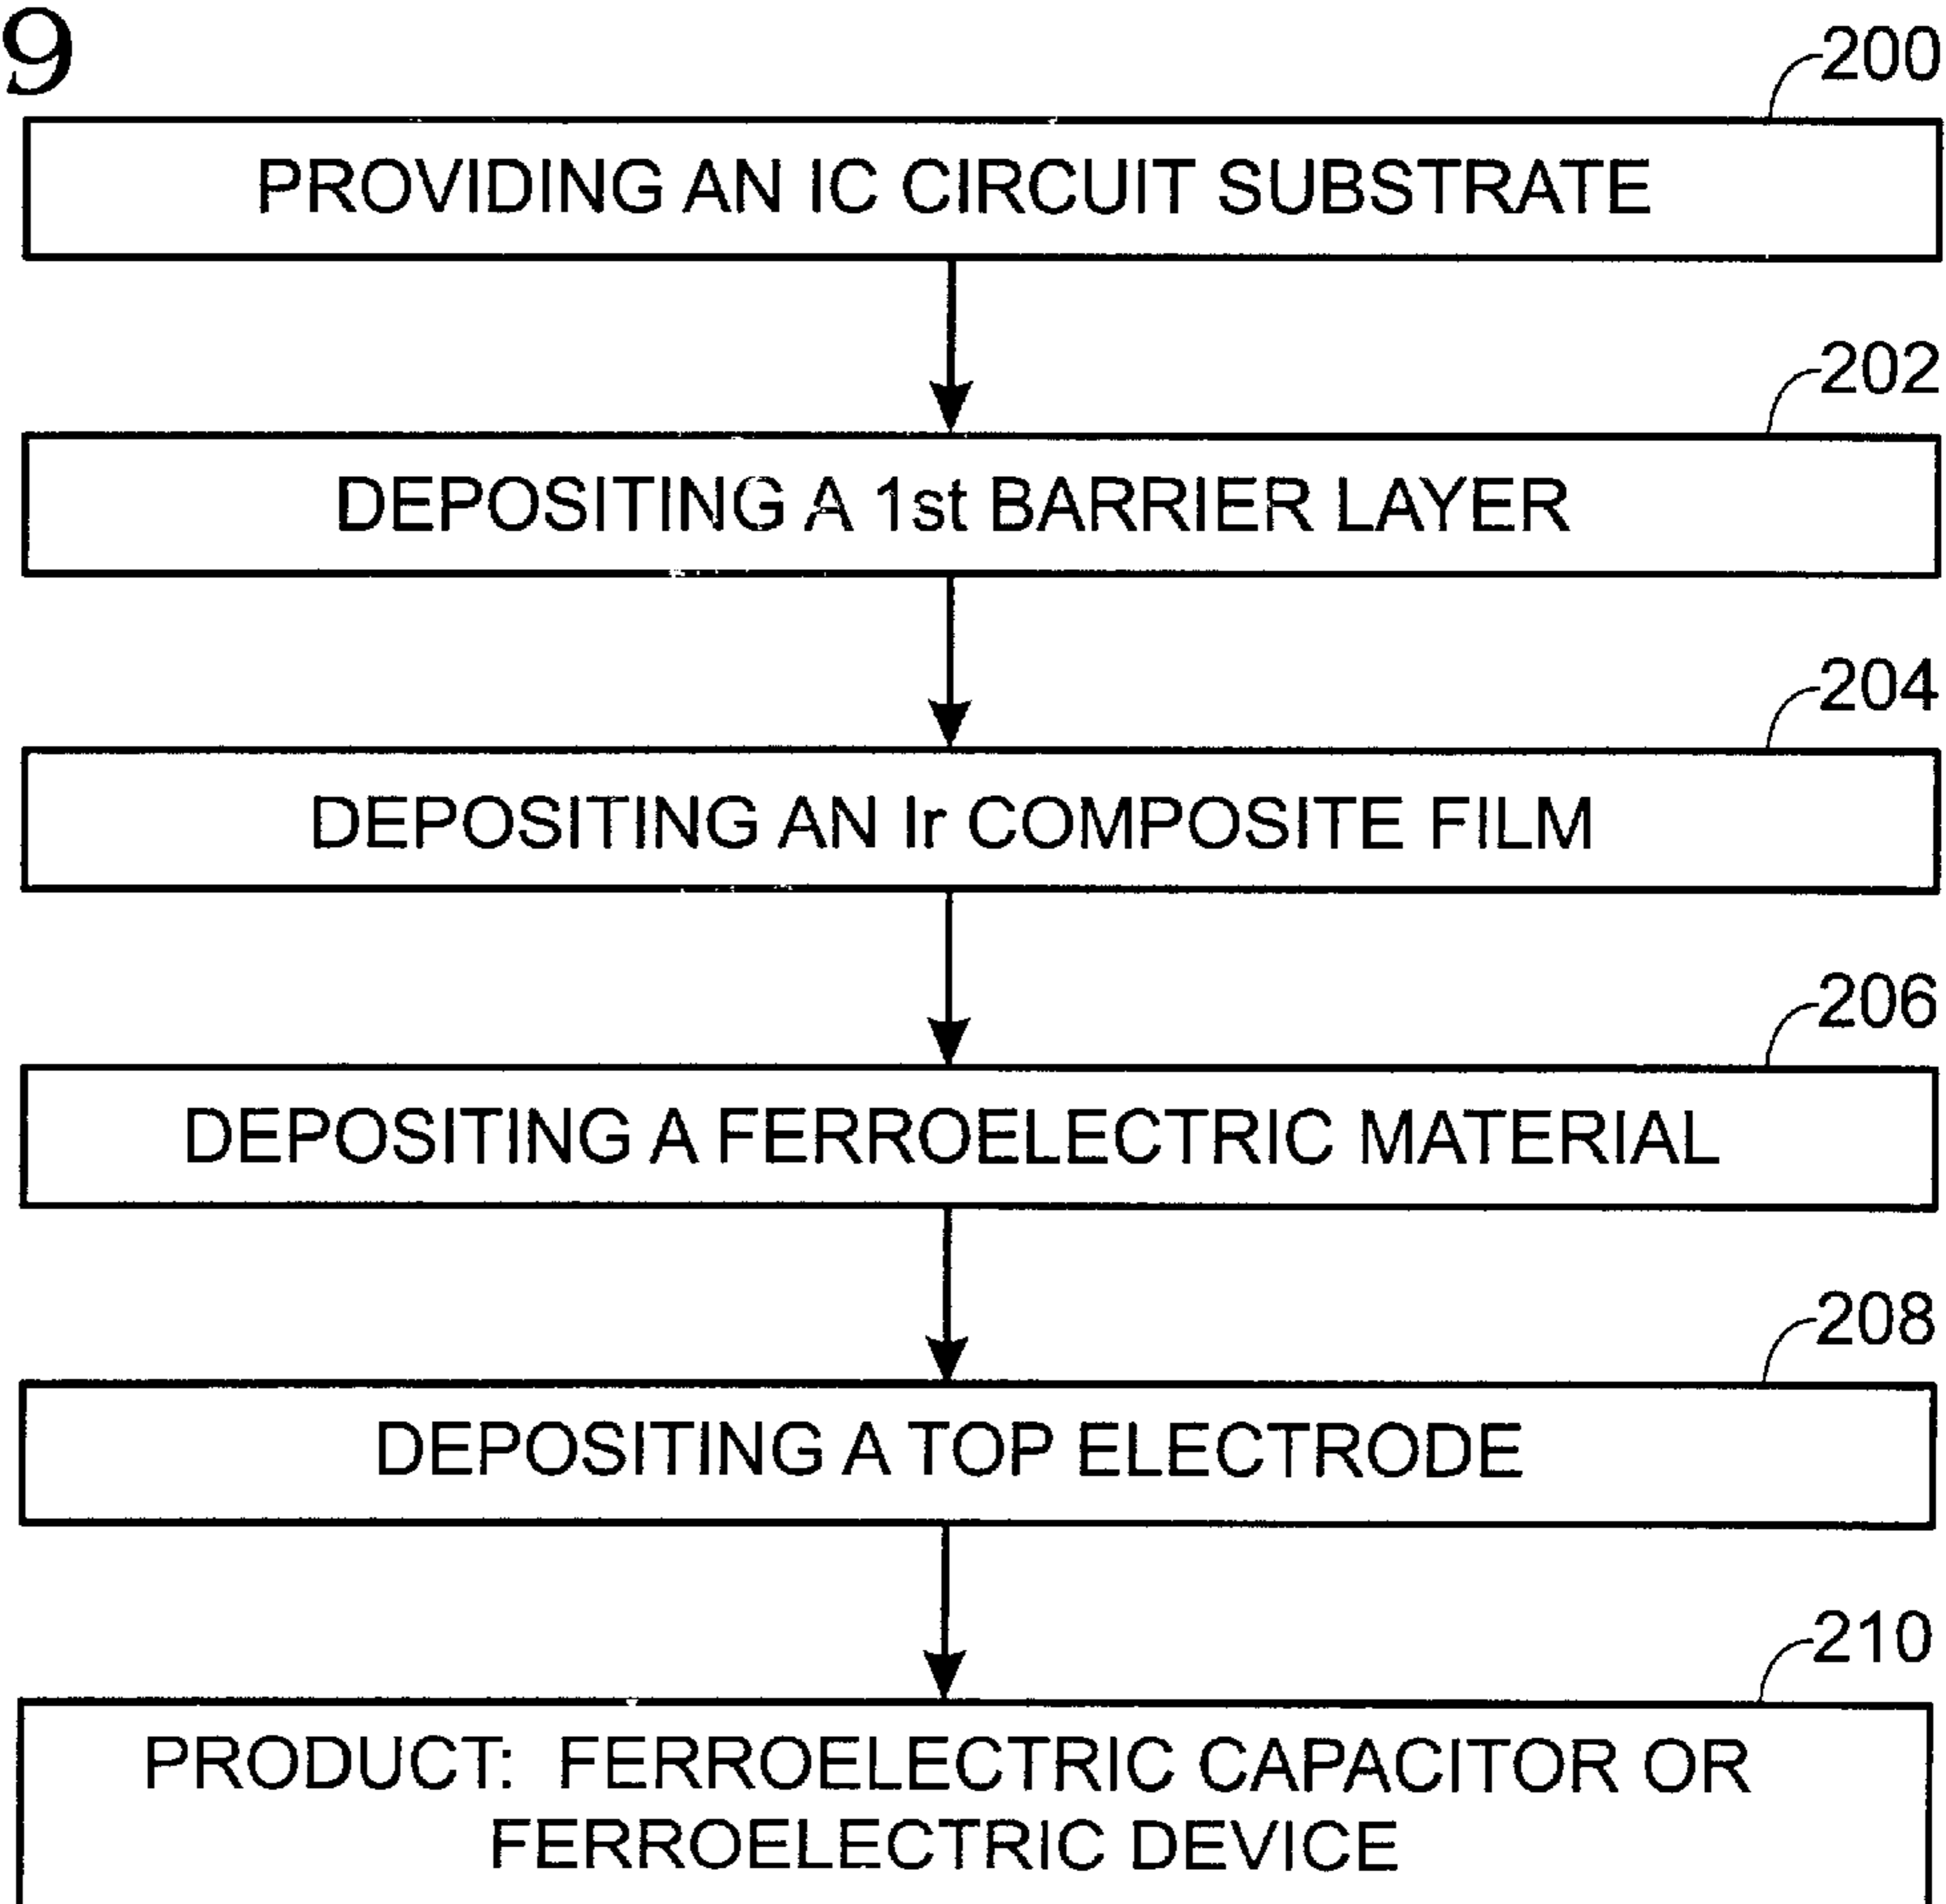 9
200
PROVIDING AN IC CIRCUIT SUBSTRATE
202
DEPOSITING A 1st BARRIER LAYER
204
DEPOSITING AN Ir COMPOSITE FILM
206
DEPOSITING A FERROELECTRIC MATERIAL
208
DEPOSITING A TOP ELECTRODE
210
PRODUCT: FERROELECTRIC CAPACITOR OR
FERROELECTRIC DEVICE